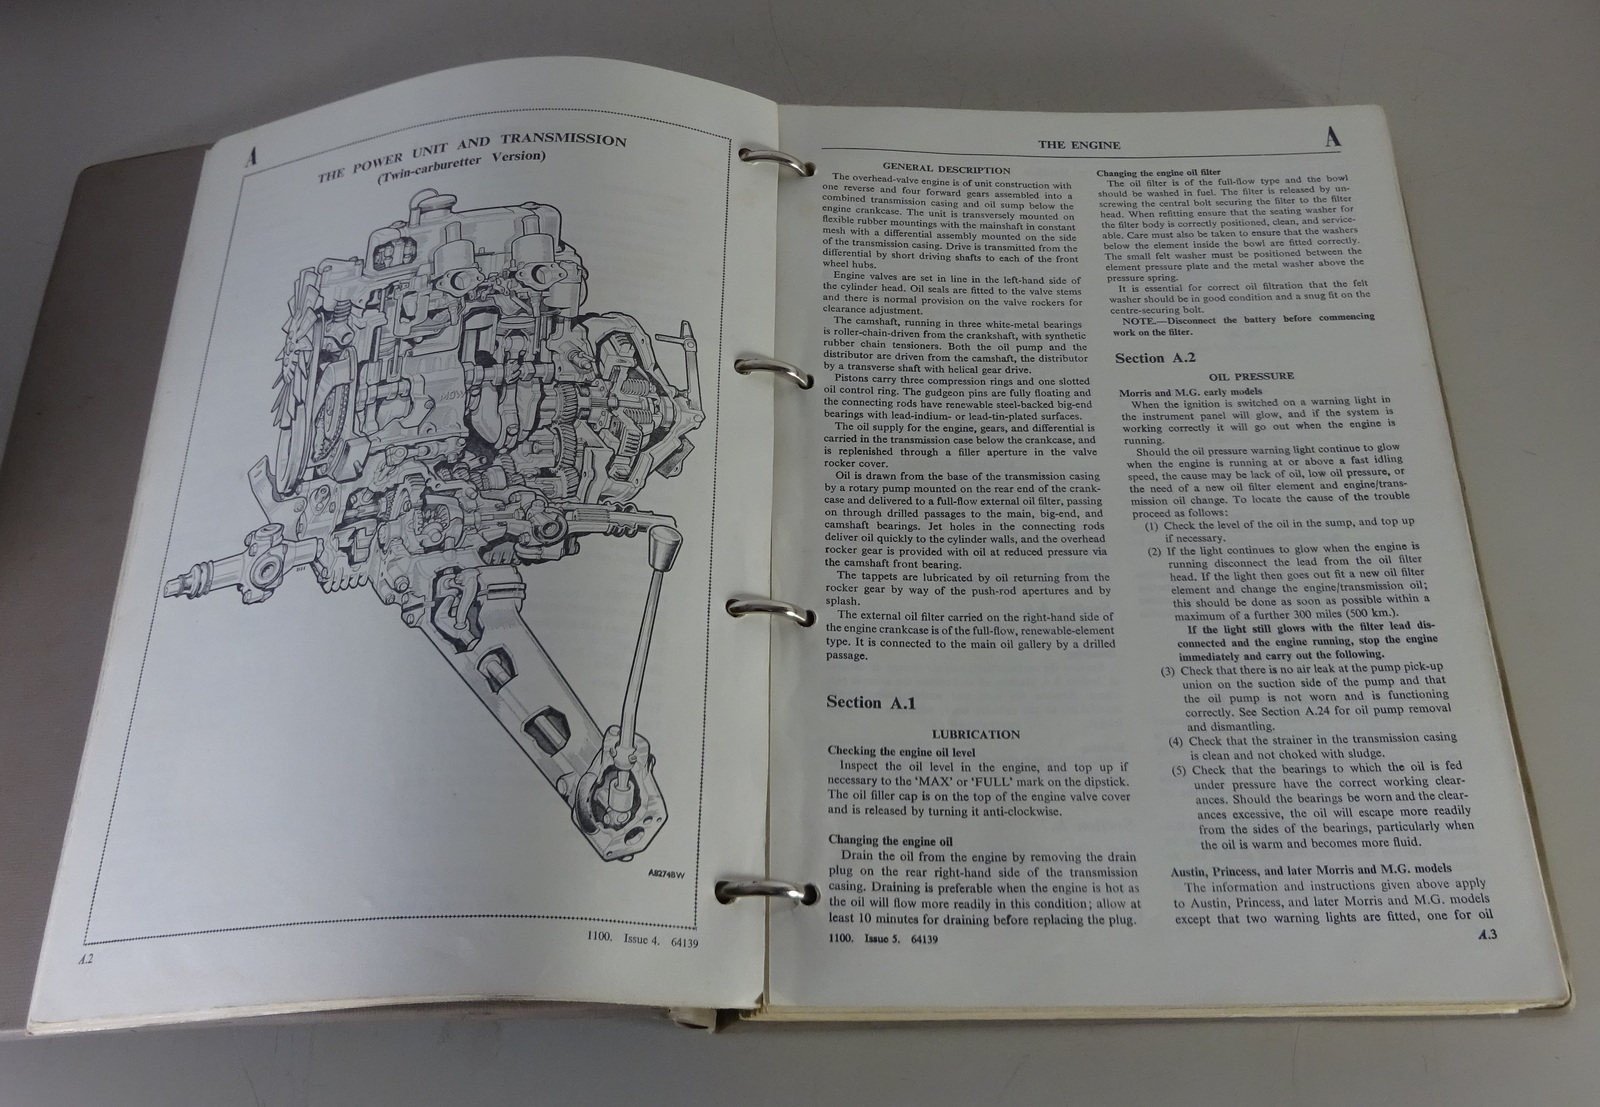 A
THE POWER UNIT AND TRANSMISSION
(Twin-carburetter Version)
A8274BW
1100. Issue 4. 64139
A.2
THE ENGINE
A
GENERAL DESCRIPTION
The overhead-valve engine is of unit construction with
one reverse and four forward gears assembled into a
combined transmission casing and oil sump below the
engine crankcase. The unit is transversely mounted on
flexible rubber mountings with the mainshaft in constant
mesh with a differential assembly mounted on the side
of the transmission casing. Drive is transmitted from the
differential by short driving shafts to each of the front
wheel hubs.
Engine valves are set in line in the left-hand side of
the cylinder head. Oil seals are fitted to the valve stems
and there is normal provision on the valve rockers for
clearance adjustment.
The camshaft, running in three white-metal bearings
is roller-chain-driven from the crankshaft, with synthetic
rubber chain tensioners. Both the oil pump and the
distributor are driven from the camshaft, the distributor
by a transverse shaft with helical gear drive.
Pistons carry three compression rings and one slotted
oil control ring. The gudgeon pins are fully floating and
the connecting rods have renewable steel-backed big-end
bearings with lead-indium- or lead-tin-plated surfaces.
The oil supply for the engine, gears, and differential is
carried in the transmission case below the crankcase, and
is replenished through a filler aperture in the valve
rocker cover.
Oil is drawn from the base of the transmission casing
by a rotary pump mounted on the rear end of the crank-
case and delivered to a full-flow external oil filter, passing
on through drilled passages to the main, big-end, and
camshaft bearings. Jet holes in the connecting rods
deliver oil quickly to the cylinder walls, and the overhead
rocker gear is provided with oil at reduced pressure via
the camshaft front bearing.
The tappets are lubricated by oil returning from the
rocker gear by way of the push-rod apertures and by
splash.
The external oil filter carried on the right-hand side of
the engine crankcase is of the full-flow, renewable-element
type. It is connected to the main oil gallery by a drilled
passage.
Section A.1
LUBRICATION
Checking the engine oil level
Inspect the oil level in the engine, and top up if
necessary to the 'MAX' or 'FULL' mark on the dipstick.
The oil filler cap is on the top of the engine valve cover
and is released by turning it anti-clockwise.
Changing the engine oil
Drain the oil from the engine by removing the drain
plug on the rear right-hand side of the transmission
casing. Draining is preferable when the engine is hot as
the oil will flow more readily in this condition; allow at
least 10 minutes for draining before replacing the plug.
1100. Issue 5. 64139
Changing the engine oil filter
The oil filter is of the full-flow type and the bowl
should be washed in fuel. The filter is released by un-
screwing the central bolt securing the filter to the filter
head. When refitting ensure that the seating washer for
the filter body is correctly positioned, clean, and service-
able. Care must also be taken to ensure that the washers
below the element inside the bowl are fitted correctly.
The small felt washer must be positioned between the
element pressure plate and the metal washer above the
pressure spring.
It is essential for correct oil filtration that the felt
washer should be in good condition and a snug fit on the
centre-securing bolt.
NOTE.—Disconnect the battery before commencing
work on the filter.
Section A.2
OIL PRESSURE
Morris and M.G. early models
When the ignition is switched on a warning light in
the instrument panel will glow, and if the system is
working correctly it will go out when the engine is
running.
Should the oil pressure warning light continue to glow
when the engine is running at or above a fast idling
speed, the cause may be lack of oil, low oil pressure, or
the need of a new oil filter element and engine/trans-
mission oil change. To locate the cause of the trouble
proceed as follows:
(1) Check the level of the oil in the sump, and top up
if necessary.
(2) If the light continues to glow when the engine is
running disconnect the lead from the oil filter
head. If the light then goes out fit a new oil filter
element and change the engine/transmission oil;
this should be done as soon as possible within a
maximum of a further 300 miles (500 km.).
If the light still glows with the filter lead dis-
connected and the engine running, stop the engine
immediately and carry out the following.
(3) Check that there is no air leak at the pump pick-up
union on the suction side of the pump and that
the oil pump is not worn and is functioning
correctly. See Section A.24 for oil pump removal
and dismantling.
(4) Check that the strainer in the transmission casing
is clean and not choked with sludge.
(5) Check that the bearings to which the oil is fed
under pressure have the correct working clear-
ances. Should the bearings be worn and the clear-
ances excessive, the oil will escape more readily
from the sides of the bearings, particularly when
the oil is warm and becomes more fluid.
Austin, Princess, and later Morris and M.G. models
The information and instructions given above apply
to Austin, Princess, and later Morris and M.G. models
except that two warning lights are fitted, one for oil
A.3